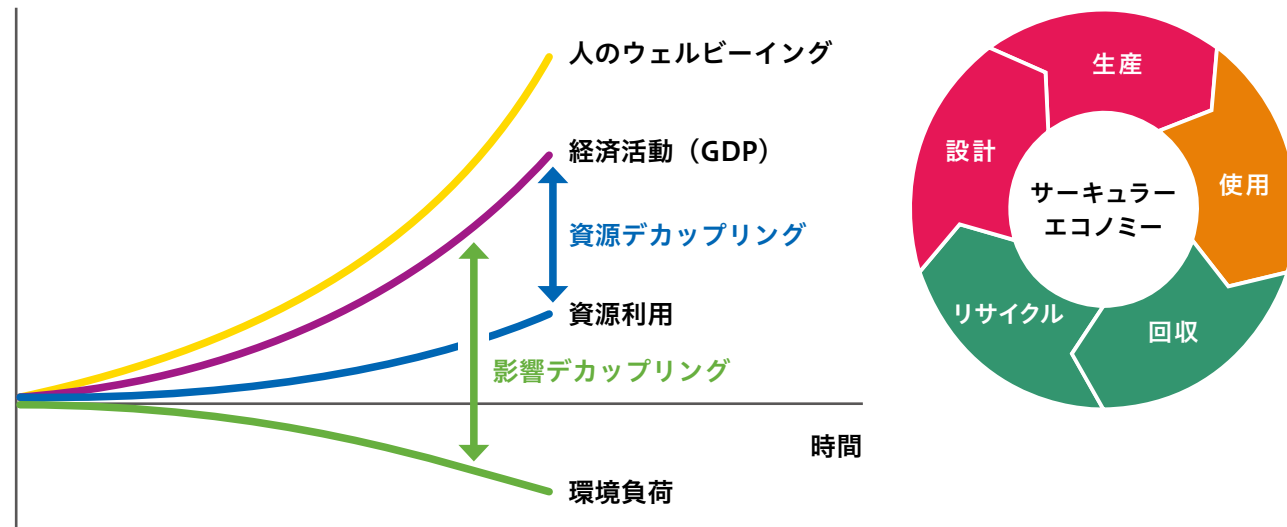 人のウェルビーイング
経済活動（GDP）
資源デカップリング
資源利用
影響デカップリング
時間
環境負荷
生産
設計
使用
サーキュラー
エコノミー
リサイクル
回収